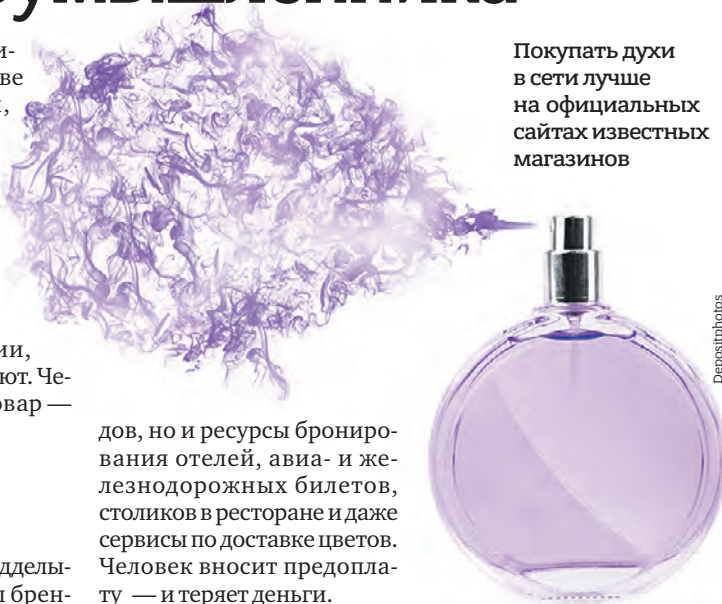 Покупать духи
в сети лучше
на официальных
сайтах известных
магазинов
Depositphotos
ии,
ют. Че-
овар —
дделы-
брен-
дов, но и ресурсы брониро-
вания отелей, авиа- и же-
лезнодорожных билетов,
столиков в ресторане и даже
сервисы по доставке цветов.
Человек вносит предопла-
ту — и теряет деньги.